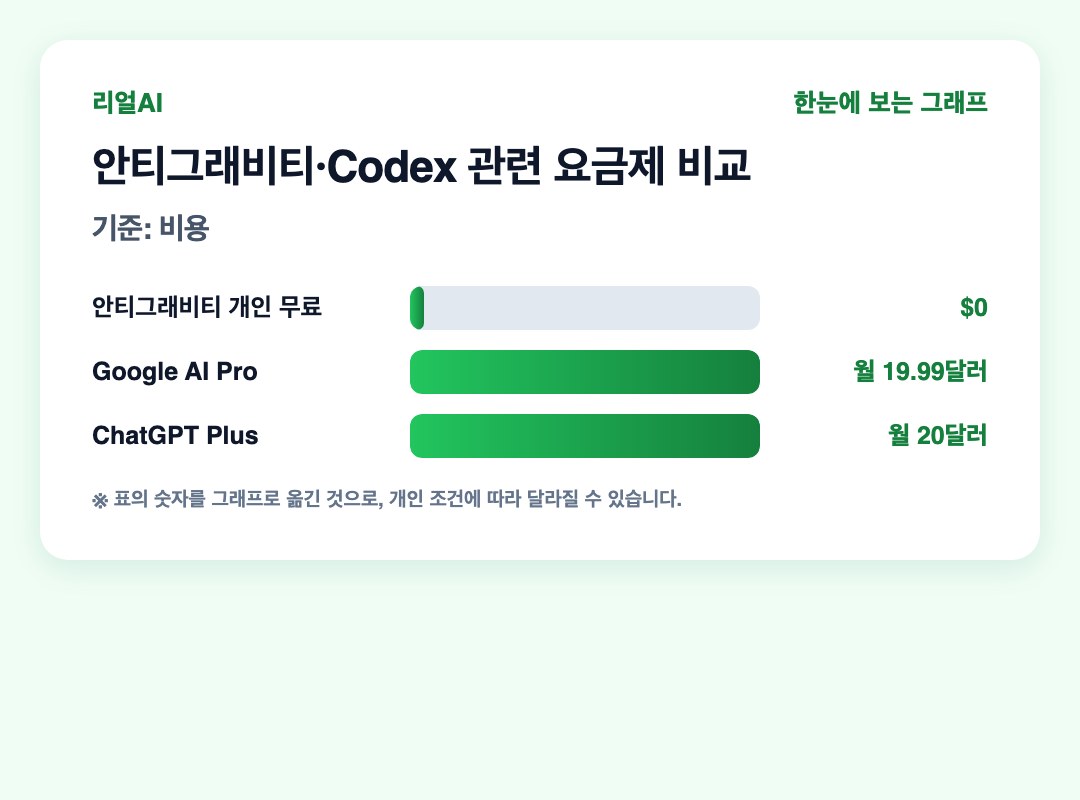 리얼AI
한눈에 보는 그래프
안티그래비티·Codex 관련 요금제 비교
기준: 비용
안티그래비티 개인 무료 $0
Google AI Pro 월 19.99달러
ChatGPT Plus 월 20달러
※ 표의 숫자를 그래프로 옮긴 것으로, 개인 조건에 따라 달라질 수 있습니다.